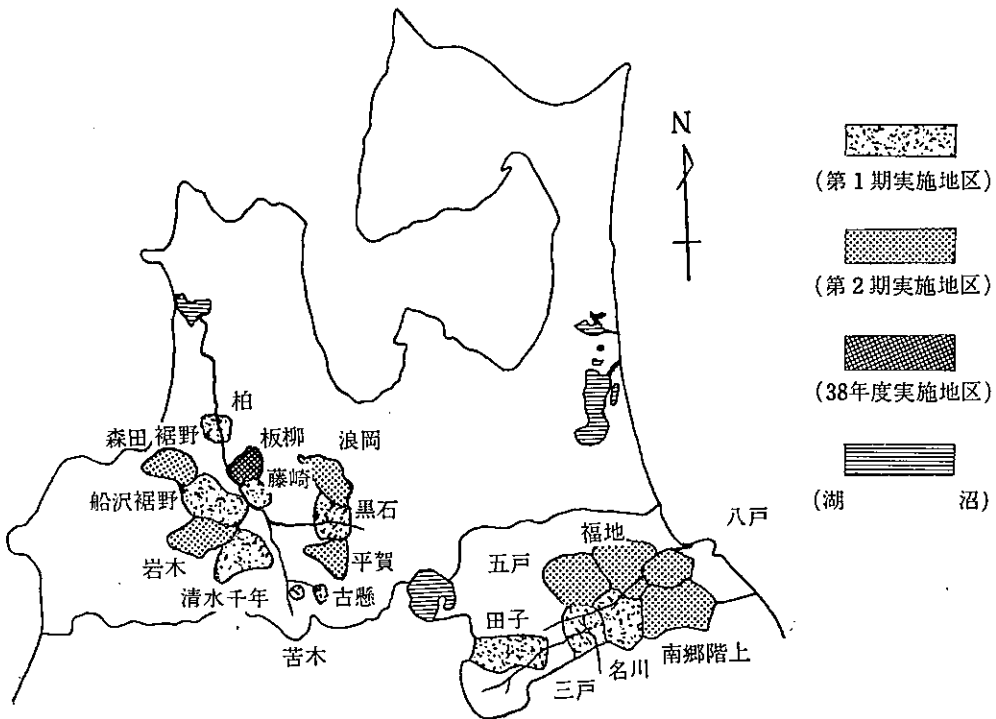 N
(第1期実施地区)
(第2期実施地区)
(38年度実施地区)
(湖 沼)
柏
森田 裾野
板柳
浪岡
藤崎
船沢裾野
黒石
岩木
平賀
清水千年
古懸
苦木
八戸
福地
五戸
田子
南郷階上
名川
三戸